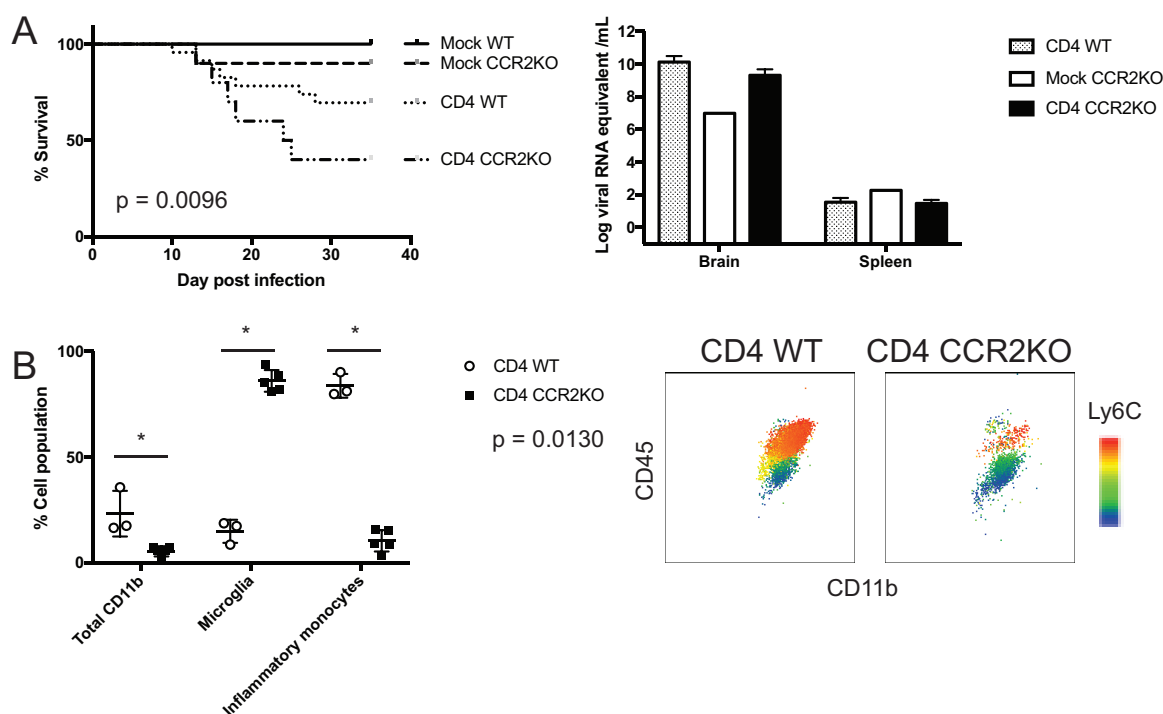 A
% Survival
100
50
0
0
10
20
30
40
Day post infection
p = 0.0096
Mock WT
Mock CCR2KO
CD4 WT
CD4 CCR2KO
Log viral RNA equivalent /mL
10
8
6
4
2
0
Brain
Spleen
CD4 WT
Mock CCR2KO
CD4 CCR2KO
B
% Cell population
100
50
0
*
*
*
Total CD11b
Microglia
Inflammatory monocytes
CD4 WT
CD4 CCR2KO
p = 0.0130
CD4 WT
CD4 CCR2KO
CD45
CD11b
Ly6C